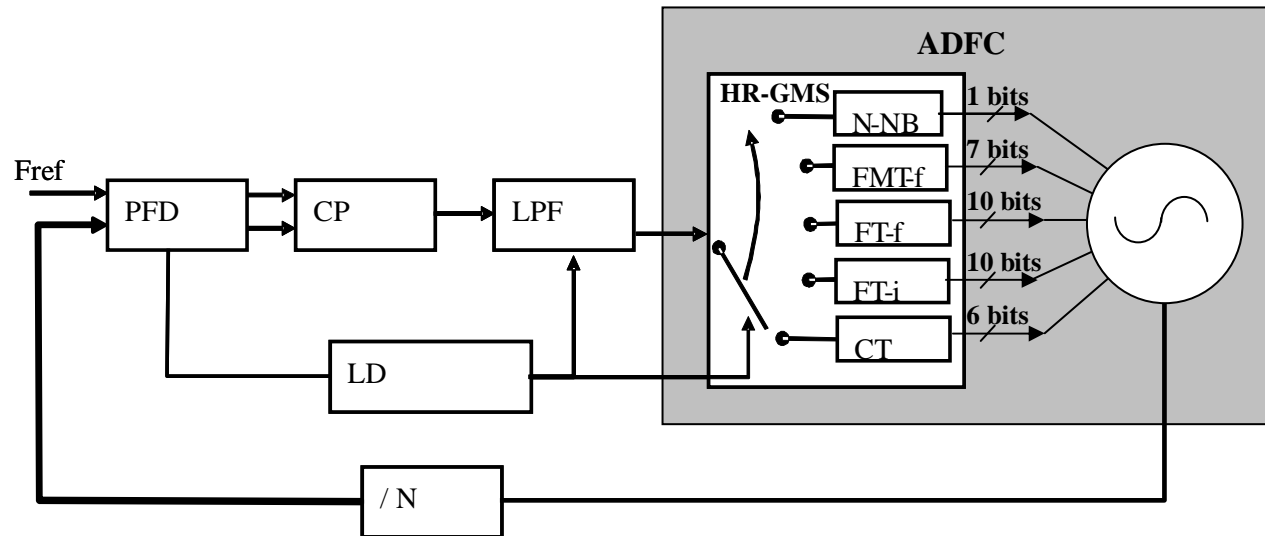 ADFC
HR-GMS
1 bits
N-NB
7 bits
FMT-f
10 bits
FT-f
10 bits
FT-i
6 bits
CT
Fref
PFD
CP
LPF
LD
/ N